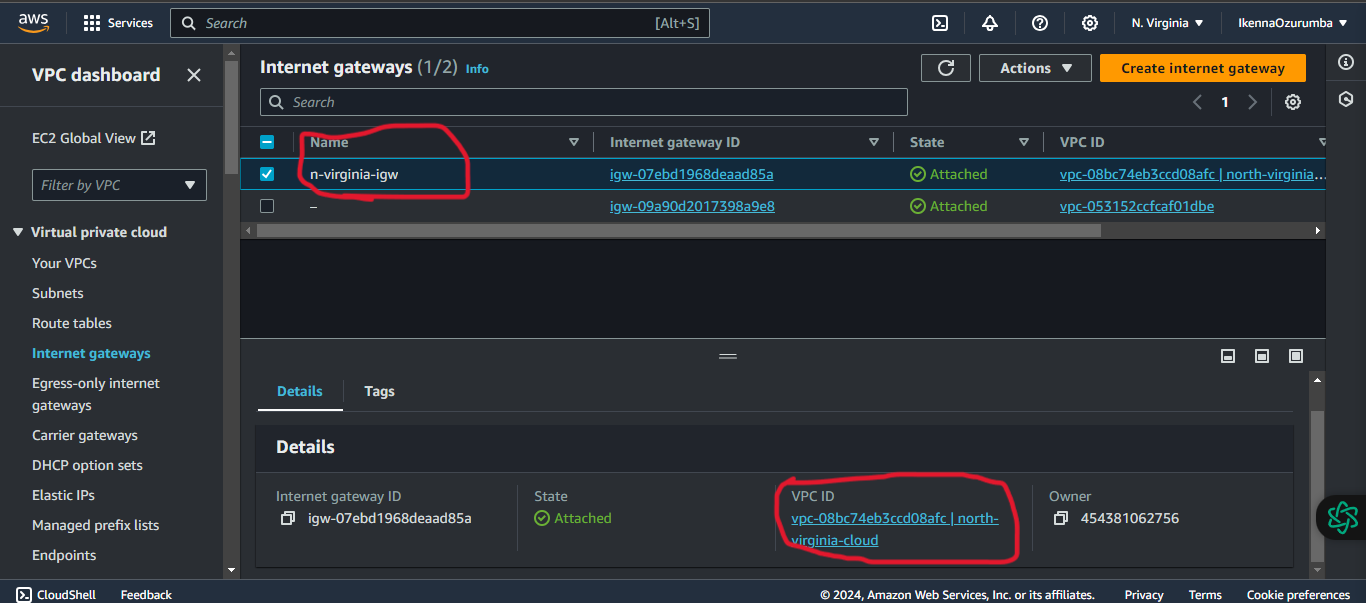 aws
Services
Search [Alt+S]
N. Virginia
IkennaOzurumba
VPC dashboard
EC2 Global View
Filter by VPC
Virtual private cloud
Your VPCs
Subnets
Route tables
Internet gateways
Egress-only internet
gateways
Carrier gateways
DHCP option sets
Elastic IPs
Managed prefix lists
Endpoints
Internet gateways (1/2) Info
Actions
Create internet gateway
Search
1
Name Internet gateway ID State VPC ID
n-virginia-igw igw-07ebd1968deaad85a Attached vpc-08bc74eb3ccd08afc | north-virginia...
– igw-09a90d2017398a9e8 Attached vpc-053152ccfcaf01dbe
Details Tags
Details
Internet gateway ID
igw-07ebd1968deaad85a
State
Attached
VPC ID
vpc-08bc74eb3ccd08afc | north-
virginia-cloud
Owner
454381062756
CloudShell Feedback © 2024, Amazon Web Services, Inc. or its affiliates. Privacy Terms Cookie preferences